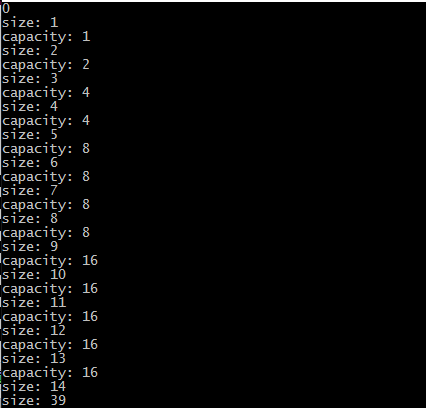 0
size: 1
capacity: 1
size: 2
capacity: 2
size: 3
capacity: 4
size: 4
capacity: 4
size: 5
capacity: 8
size: 6
capacity: 8
size: 7
capacity: 8
size: 8
capacity: 8
size: 9
capacity: 16
size: 10
capacity: 16
size: 11
capacity: 16
size: 12
capacity: 16
size: 13
capacity: 16
size: 14
size: 39